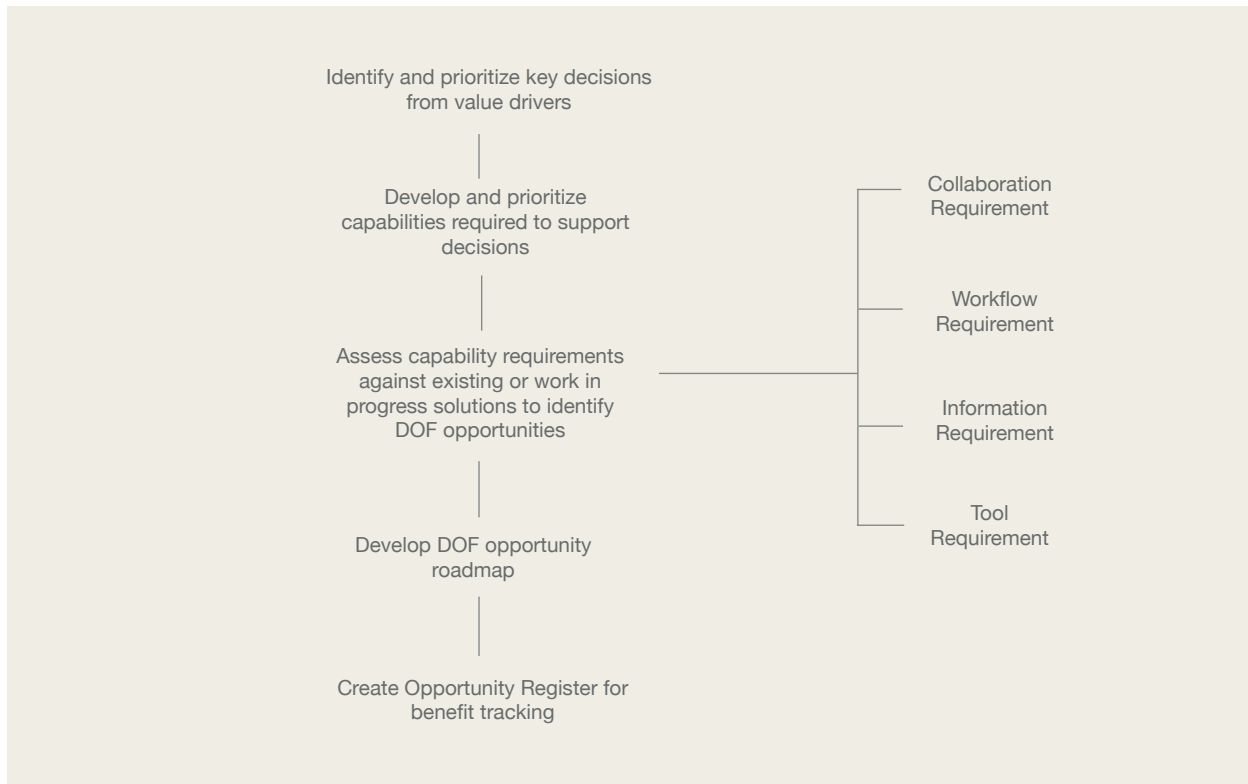 Identify and prioritize key decisions
from value drivers
Develop and prioritize
capabilities required to support
decisions
Assess capability requirements
against existing or work in
progress solutions to identify
DOF opportunities
Develop DOF opportunity
roadmap
Create Opportunity Register for
benefit tracking
Collaboration
Requirement
Workflow
Requirement
Information
Requirement
Tool
Requirement